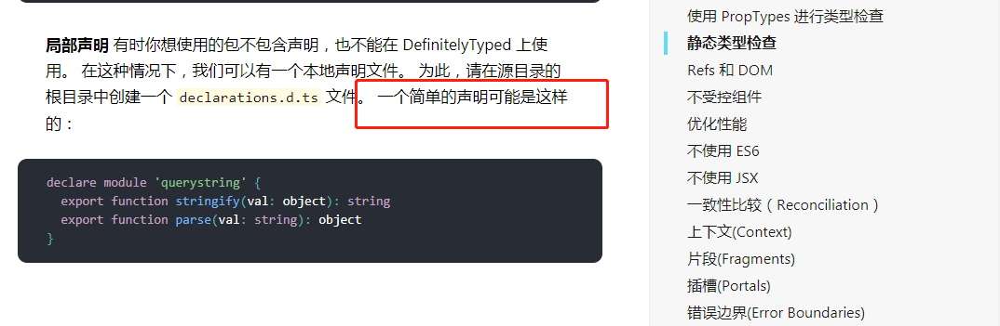 局部声明 有时你想使用的包不包含声明，也不能在 DefinitelyTyped 上使
用。 在这种情况下，我们可以有一个本地声明文件。 为此，请在源目录的
根目录中创建一个 declarations.d.ts 文件。 一个简单的声明可能是这样
的：
declare module 'querystring' {
  export function stringify(val: object): string
  export function parse(val: string): object
}
使用 PropTypes 进行类型检查
静态类型检查
Refs 和 DOM
不受控组件
优化性能
不使用 ES6
不使用 JSX
一致性比较（Reconciliation）
上下文(Context)
片段(Fragments)
插槽(Portals)
错误边界(Error Boundaries)